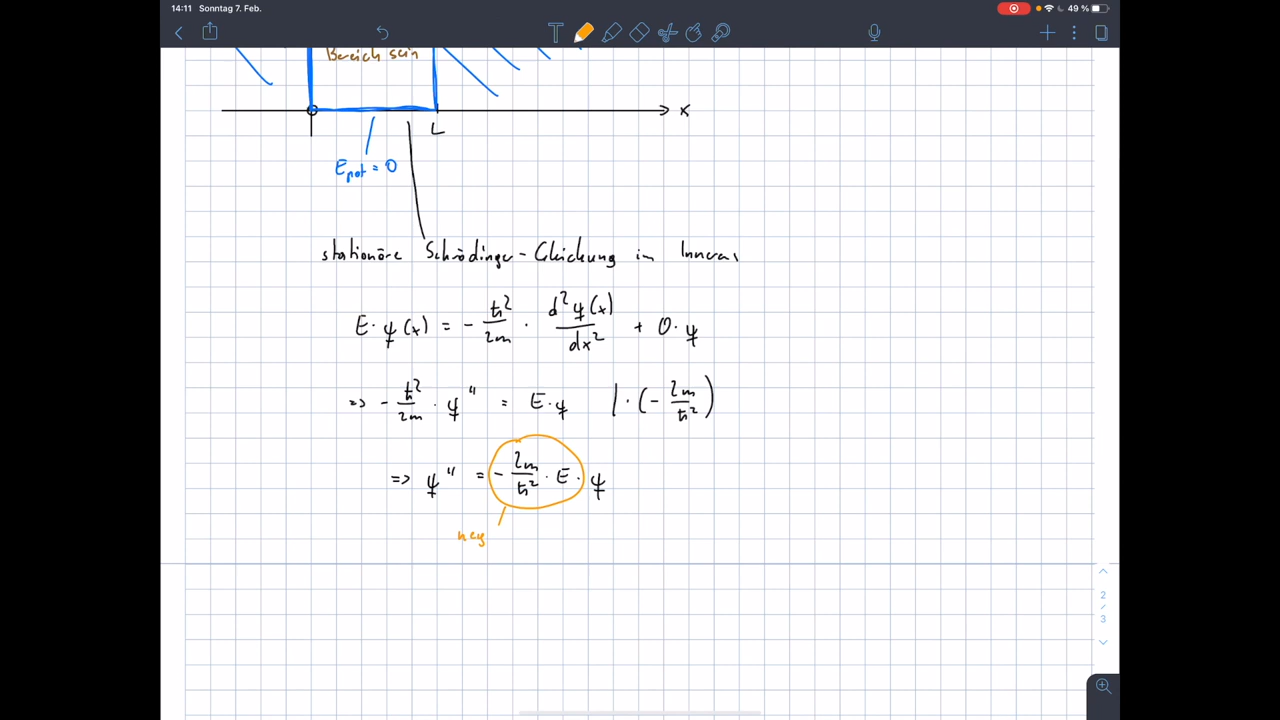 14:11 Sonntag 7. Feb. 49 %
T
Bereich sein
x
L
E_pot = 0
stationäre Schrödinger-Gleichung im Inneren
E · ψ(x) = - ħ²/2m · d²ψ(x)/dx² + 0 · ψ
=> - ħ²/2m · ψ'' = E · ψ | · (- 2m/ħ²)
=> ψ'' = - 2m/ħ² · E · ψ
neg
2
/
3